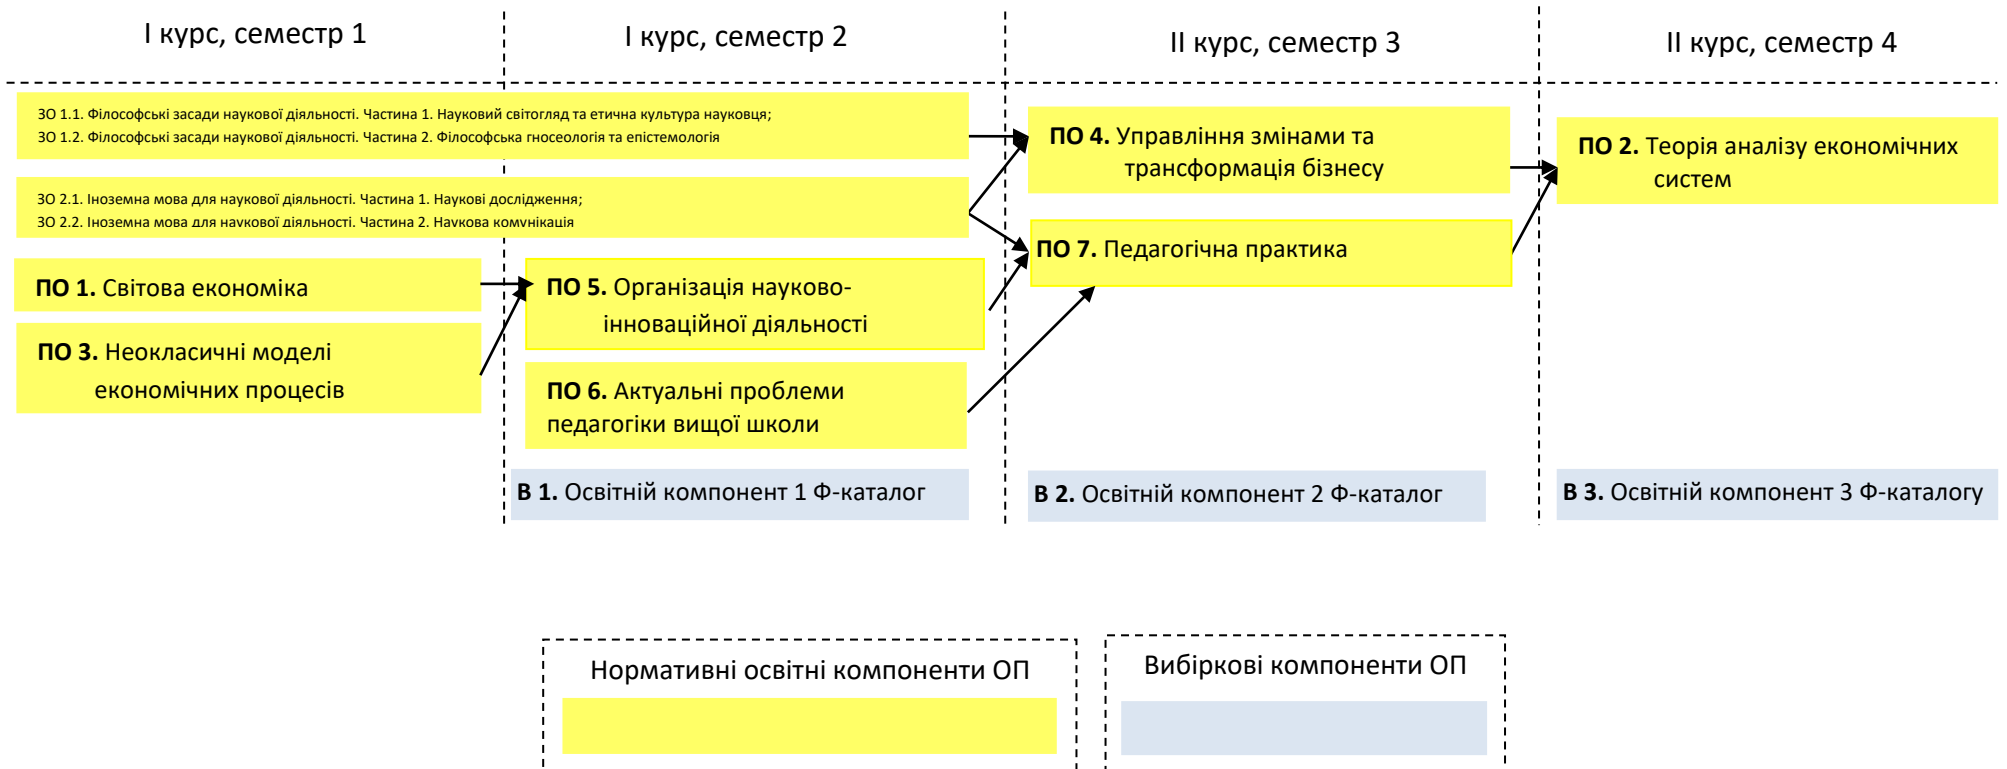 І курс, семестр 1
І курс, семестр 2
ІІ курс, семестр 3
ІІ курс, семестр 4
ЗО 1.1. Філософські засади наукової діяльності. Частина 1. Науковий світогляд та етична культура науковця;
ЗО 1.2. Філософські засади наукової діяльності. Частина 2. Філософська гносеологія та епістемологія
ЗО 2.1. Іноземна мова для наукової діяльності. Частина 1. Наукові дослідження;
ЗО 2.2. Іноземна мова для наукової діяльності. Частина 2. Наукова комунікація
ПО 1. Світова економіка
ПО 3. Неокласичні моделі
економічних процесів
ПО 5. Організація науково-
інноваційної діяльності
ПО 6. Актуальні проблеми
педагогіки вищої школи
В 1. Освітній компонент 1 Ф-каталог
ПО 4. Управління змінами та
трансформація бізнесу
ПО 7. Педагогічна практика
В 2. Освітній компонент 2 Ф-каталог
ПО 2. Теорія аналізу економічних
систем
В 3. Освітній компонент 3 Ф-каталогу
Нормативні освітні компоненти ОП
Вибіркові компоненти ОП